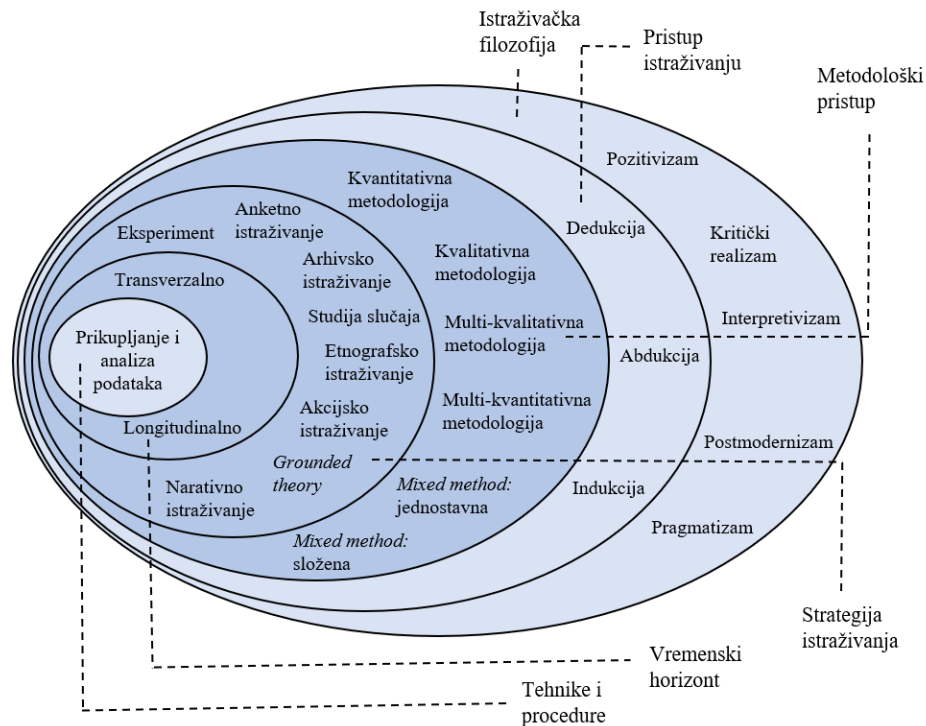 Istraživačka
filozofija
Pristup
istraživanju
Metodološki
pristup
Pozitivizam
Kritički
realizam
Interpretivizam
Postmodernizam
Pragmatizam
Dedukcija
Abdukcija
Indukcija
Kvantitativna
metodologija
Kvalitativna
metodologija
Multi-kvalitativna
metodologija
Multi-kvantitativna
metodologija
Mixed method:
jednostavna
Mixed method:
složena
Eksperiment
Anketno
istraživanje
Arhivsko
istraživanje
Studija slučaja
Etnografsko
istraživanje
Akcijsko
istraživanje
Grounded
theory
Narativno
istraživanje
Transverzalno
Longitudinalno
Prikupljanje i
analiza
podataka
Strategija
istraživanja
Vremenski
horizont
Tehnike i
procedure